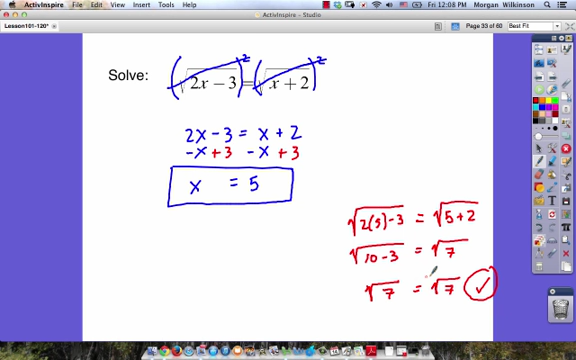 ActivInspire File Edit View Insert Tools Help Fri 12:08 PM Morgan Wilkinson
ActivInspire - Studio
Lesson101-120* Page 33 of 60 Best Fit
Solve: (√(2x – 3))² = (√(x + 2))²
2x - 3 = x + 2
-x +3 -x +3
x = 5
√(2(5)-3) = √(5+2)
√(10-3) = √7
√7 = √7 ✓